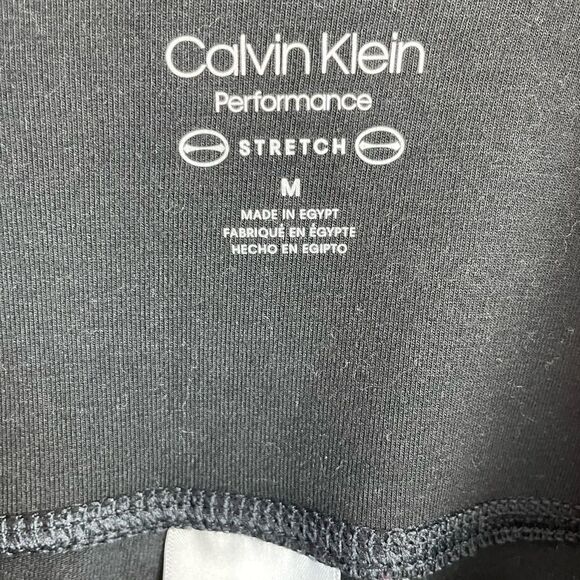 Calvin Klein
Performance
STRETCH
M
MADE IN EGYPT
FABRIQUÉ EN ÉGYPTE
HECHO EN EGIPTO